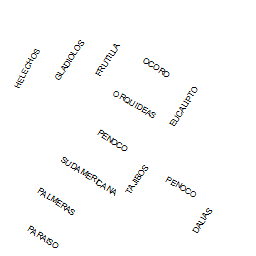 HELECHOS
GLADIOLOS
FRUTILLA
OCORO
ORQUIDEAS
EUCALIPTO
PENOCO
SUDAMERICANA
TAJIBOS
PENOCO
PALMERAS
DALIAS
PARAISO